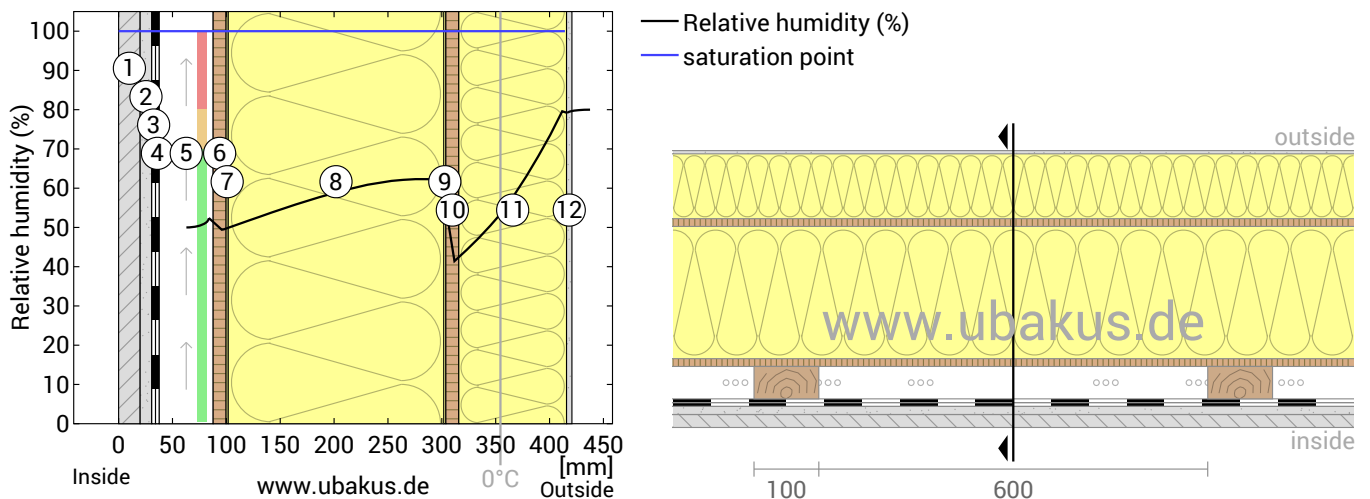 Relative humidity (%)
100
90
80
70
60
50
40
30
20
10
0
1
2
3
4
5
6
7
8
9
10
11
12
0 50 100 150 200 250 300 350 400 450
[mm]
Inside
www.ubakus.de
0°C
Outside
Relative humidity (%)
saturation point
outside
www.ubakus.de
inside
100
600